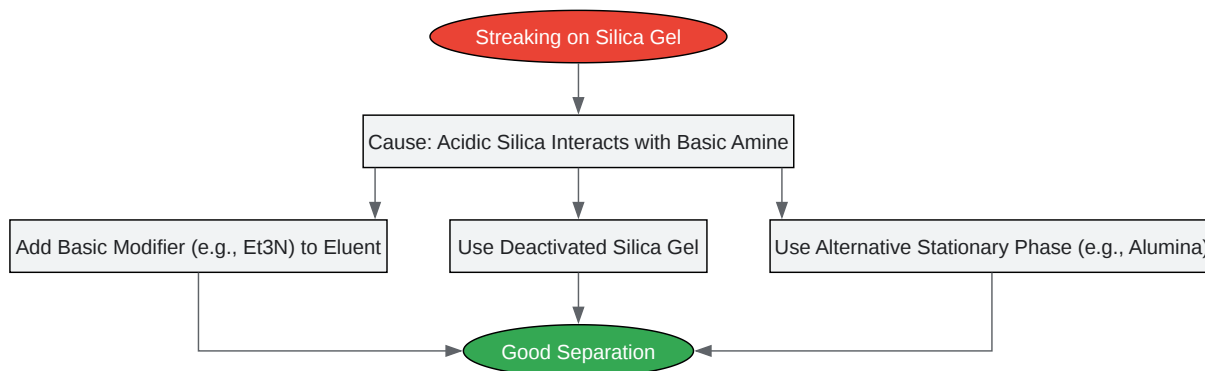 Streaking on Silica Gel
Cause: Acidic Silica Interacts with Basic Amine
Add Basic Modifier (e.g., Et3N) to Eluent
Use Deactivated Silica Gel
Use Alternative Stationary Phase (e.g., Alumina)
Good Separation